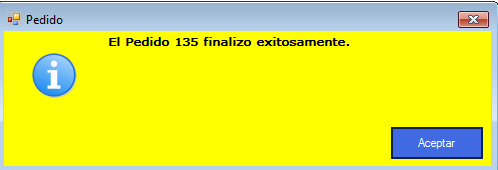 Pedido
El Pedido 135 finalizo exitosamente.
Aceptar